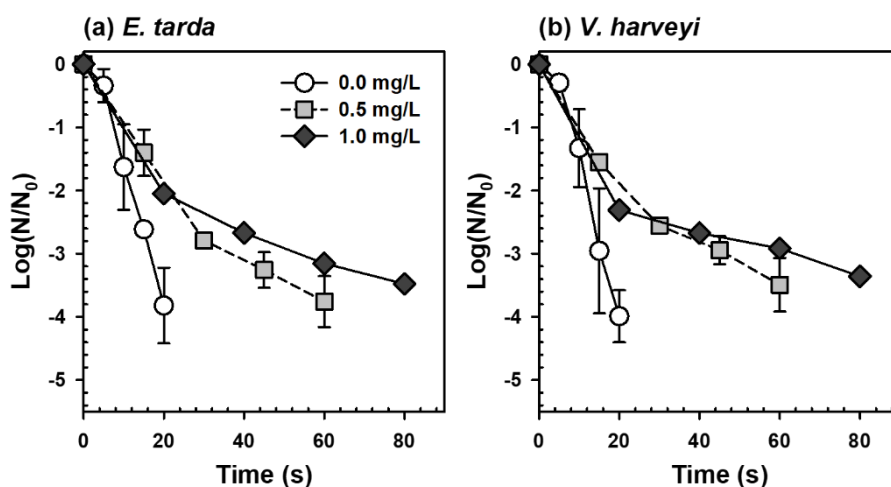 (a) E. tarda
(b) V. harveyi
0.0 mg/L
0.5 mg/L
1.0 mg/L
Log(N/N0)
0
-1
-2
-3
-4
-5
0 20 40 60 80
Time (s)
Log(N/N0)
0
-1
-2
-3
-4
-5
0 20 40 60 80
Time (s)